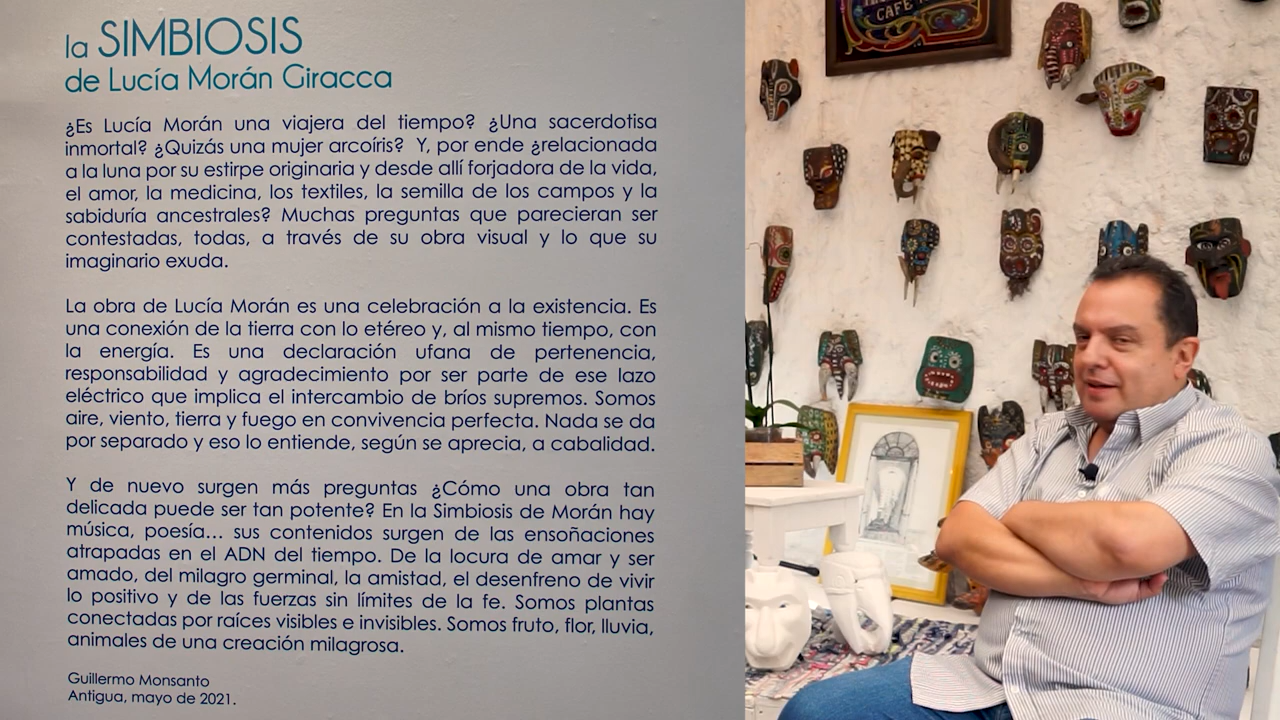 la SIMBIOSIS
de Lucía Morán Giracca
¿Es Lucía Morán una viajera del tiempo? ¿Una sacerdotisa
inmortal? ¿Quizás una mujer arcoíris? Y, por ende ¿relacionada
a la luna por su estirpe originaria y desde allí forjadora de la vida,
el amor, la medicina, los textiles, la semilla de los campos y la
sabiduría ancestrales? Muchas preguntas que parecieran ser
contestadas, todas, a través de su obra visual y lo que su
imaginario exuda.
La obra de Lucía Morán es una celebración a la existencia. Es
una conexión de la tierra con lo etéreo y, al mismo tiempo, con
la energía. Es una declaración ufana de pertenencia,
responsabilidad y agradecimiento por ser parte de ese lazo
eléctrico que implica el intercambio de bríos supremos. Somos
aire, viento, tierra y fuego en convivencia perfecta. Nada se da
por separado y eso lo entiende, según se aprecia, a cabalidad.
Y de nuevo surgen más preguntas ¿Cómo una obra tan
delicada puede ser tan potente? En la Simbiosis de Morán hay
música, poesía... sus contenidos surgen de las ensoñaciones
atrapadas en el ADN del tiempo. De la locura de amar y ser
amado, del milagro germinal, la amistad, el desenfreno de vivir
lo positivo y de las fuerzas sin límites de la fe. Somos plantas
conectadas por raíces visibles e invisibles. Somos fruto, flor, lluvia,
animales de una creación milagrosa.
Guillermo Monsanto
Antigua, mayo de 2021.
CAFÉ